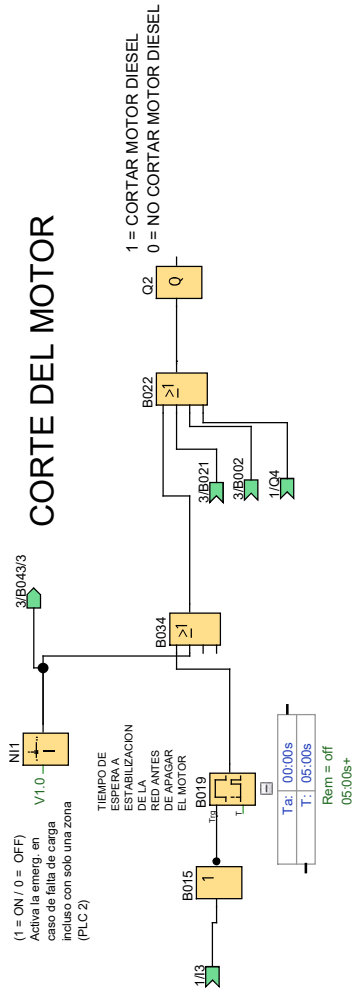 CORTE DEL MOTOR
(1 = ON / 0 = OFF)
Activa la emerg. en
caso de falta de carga
incluso con solo una zona
(PLC 2)
NI1
I
V1.0
3/B043/3
TIEMPO DE
ESPERA A
ESTABILIZACION
DE LA
RED ANTES
DE APAGAR
EL MOTOR
1/I3
B015
1
B019
Trg
T
Ta: 00:00s
T: 05:00s
Rem = off
05:00s+
B034
≥1
3/B021
3/B002
1/Q4
B022
≥1
Q2
Q
1 = CORTAR MOTOR DIESEL
0 = NO CORTAR MOTOR DIESEL